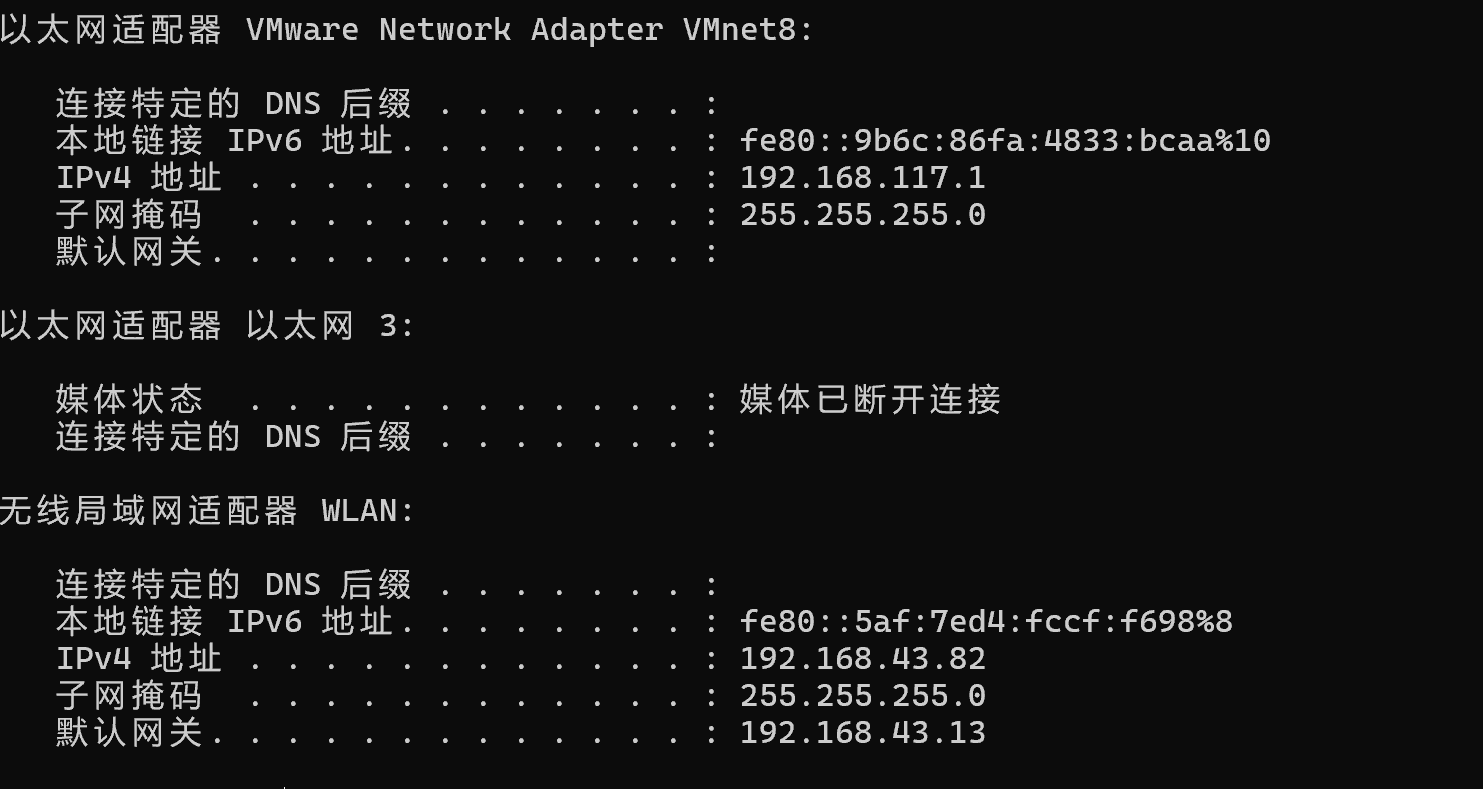 以太网适配器 VMware Network Adapter VMnet8:
连接特定的 DNS 后缀 . . . . . . . :
本地链接 IPv6 地址. . . . . . . . : fe80::9b6c:86fa:4833:bcaa%10
IPv4 地址 . . . . . . . . . . . . : 192.168.117.1
子网掩码  . . . . . . . . . . . . : 255.255.255.0
默认网关. . . . . . . . . . . . . :
以太网适配器 以太网 3:
媒体状态  . . . . . . . . . . . . : 媒体已断开连接
连接特定的 DNS 后缀 . . . . . . . :
无线局域网适配器 WLAN:
连接特定的 DNS 后缀 . . . . . . . :
本地链接 IPv6 地址. . . . . . . . : fe80::5af:7ed4:fccf:f698%8
IPv4 地址 . . . . . . . . . . . . : 192.168.43.82
子网掩码  . . . . . . . . . . . . : 255.255.255.0
默认网关. . . . . . . . . . . . . : 192.168.43.13